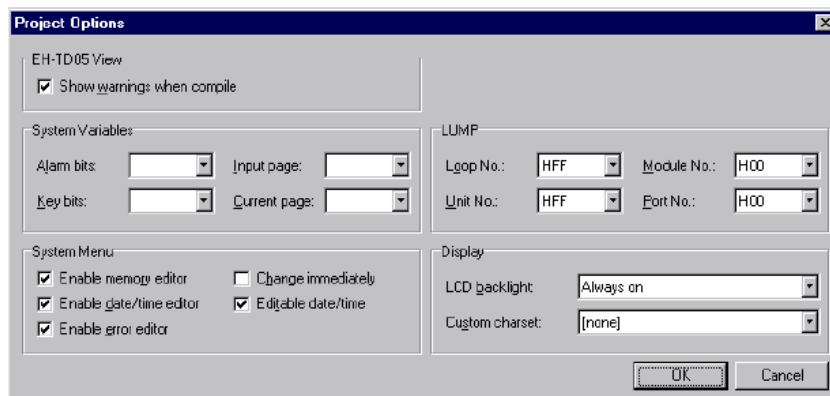 Project Options
EH-TD05 View
Show warnings when compile
System Variables
Alarm bits: Input page:
Key bits: Current page:
LUMP
Loop No.: HFF Module No.: H00
Unit No.: HFF Port No.: H00
System Menu
Enable memory editor Change immediately
Enable date/time editor Editable date/time
Enable error editor
Display
LCD backlight: Always on
Custom charset: [none]
OK Cancel